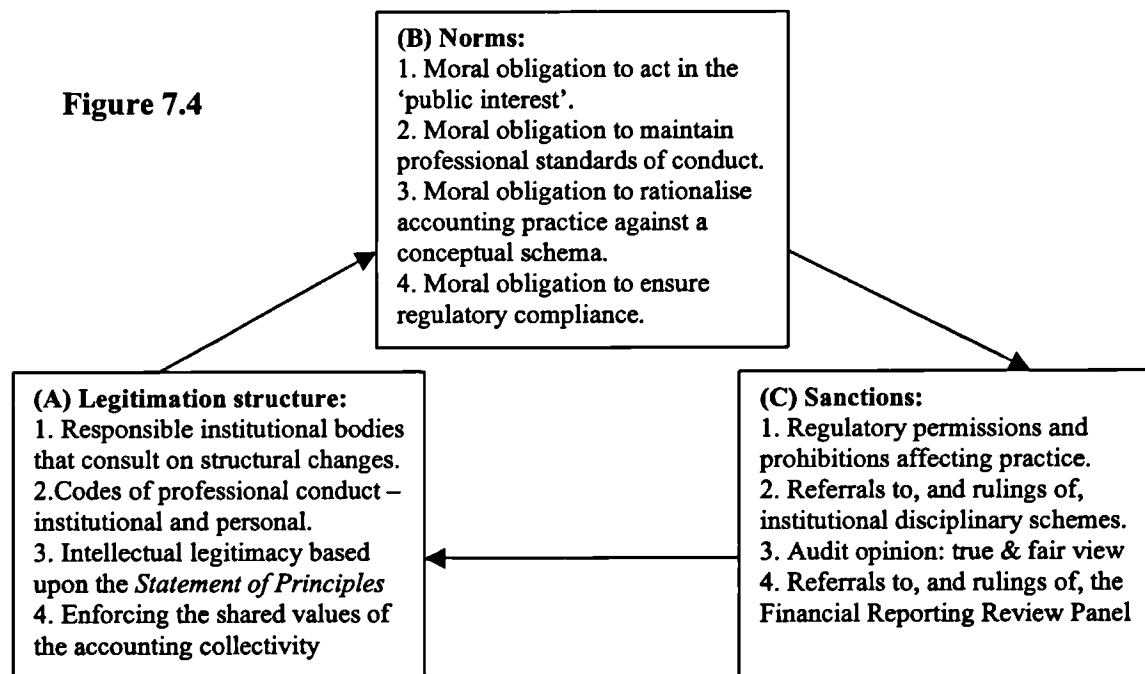 Figure 7.4
(B) Norms:
1. Moral obligation to act in the
‘public interest’.
2. Moral obligation to maintain
professional standards of conduct.
3. Moral obligation to rationalise
accounting practice against a
conceptual schema.
4. Moral obligation to ensure
regulatory compliance.
(A) Legitimation structure:
1. Responsible institutional bodies
that consult on structural changes.
2.Codes of professional conduct –
institutional and personal.
3. Intellectual legitimacy based
upon the Statement of Principles
4. Enforcing the shared values of
the accounting collectivity
(C) Sanctions:
1. Regulatory permissions and
prohibitions affecting practice.
2. Referrals to, and rulings of,
institutional disciplinary schemes.
3. Audit opinion: true & fair view
4. Referrals to, and rulings of, the
Financial Reporting Review Panel